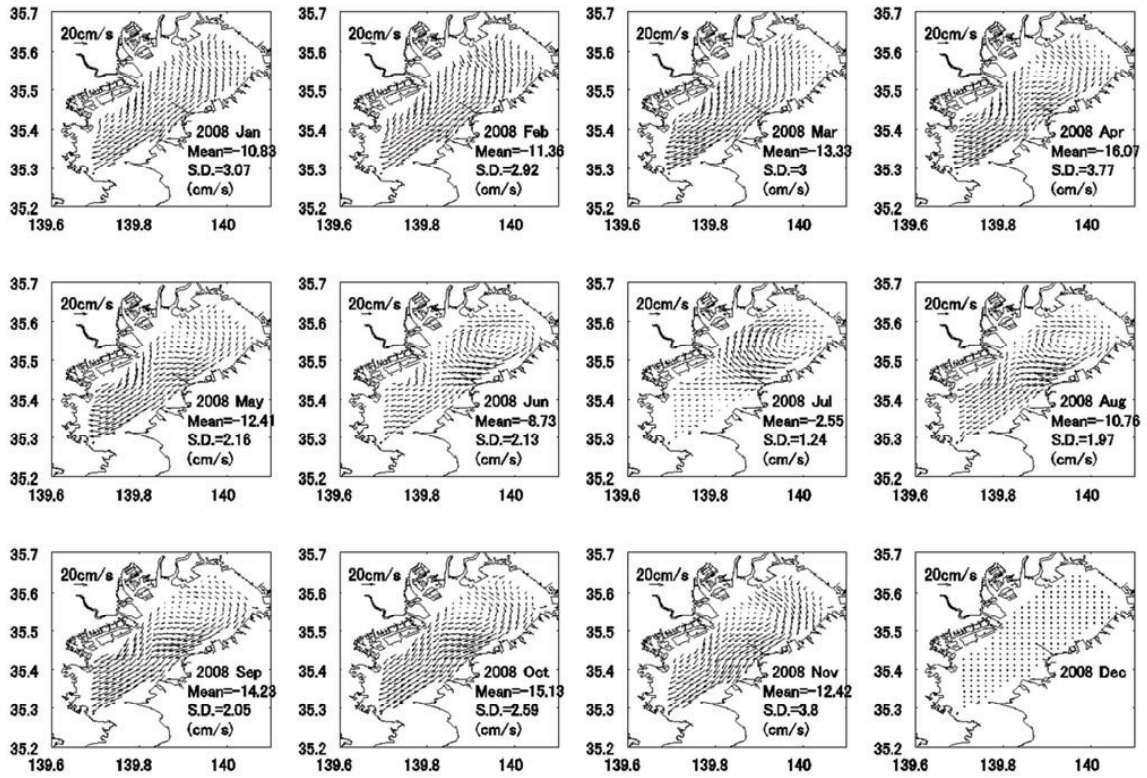 35.7 35.7 35.7 35.7
20cm/s 20cm/s 20cm/s 20cm/s
35.6 35.6 35.6 35.6
35.5 35.5 35.5 35.5
2008 Jan 2008 Feb 2008 Mar 2008 Apr
35.4 35.4 35.4 35.4
Mean=-10.83 Mean=-11.36 Mean=-13.33 Mean=-16.07
35.3 S.D.=3.07 35.3 S.D.=2.92 35.3 S.D.=3 35.3 S.D.=3.77
(cm/s) (cm/s) (cm/s) (cm/s)
35.2 35.2 35.2 35.2
139.6 139.8 140 139.6 139.8 140 139.6 139.8 140 139.6 139.8 140
35.7 35.7 35.7 35.7
20cm/s 20cm/s 20cm/s 20cm/s
35.6 35.6 35.6 35.6
35.5 35.5 35.5 35.5
2008 May 2008 Jun 2008 Jul 2008 Aug
35.4 35.4 35.4 35.4
Mean=-12.41 Mean=-8.73 Mean=-2.55 Mean=-10.76
35.3 S.D.=2.16 35.3 S.D.=2.13 35.3 S.D.=1.24 35.3 S.D.=1.97
(cm/s) (cm/s) (cm/s) (cm/s)
35.2 35.2 35.2 35.2
139.6 139.8 140 139.6 139.8 140 139.6 139.8 140 139.6 139.8 140
35.7 35.7 35.7 35.7
20cm/s 20cm/s 20cm/s 20cm/s
35.6 35.6 35.6 35.6
35.5 35.5 35.5 35.5
2008 Sep 2008 Oct 2008 Nov 2008 Dec
35.4 35.4 35.4 35.4
Mean=-14.23 Mean=-15.13 Mean=-12.42
35.3 S.D.=2.05 35.3 S.D.=2.59 35.3 S.D.=3.8 35.3
(cm/s) (cm/s) (cm/s)
35.2 35.2 35.2 35.2
139.6 139.8 140 139.6 139.8 140 139.6 139.8 140 139.6 139.8 140